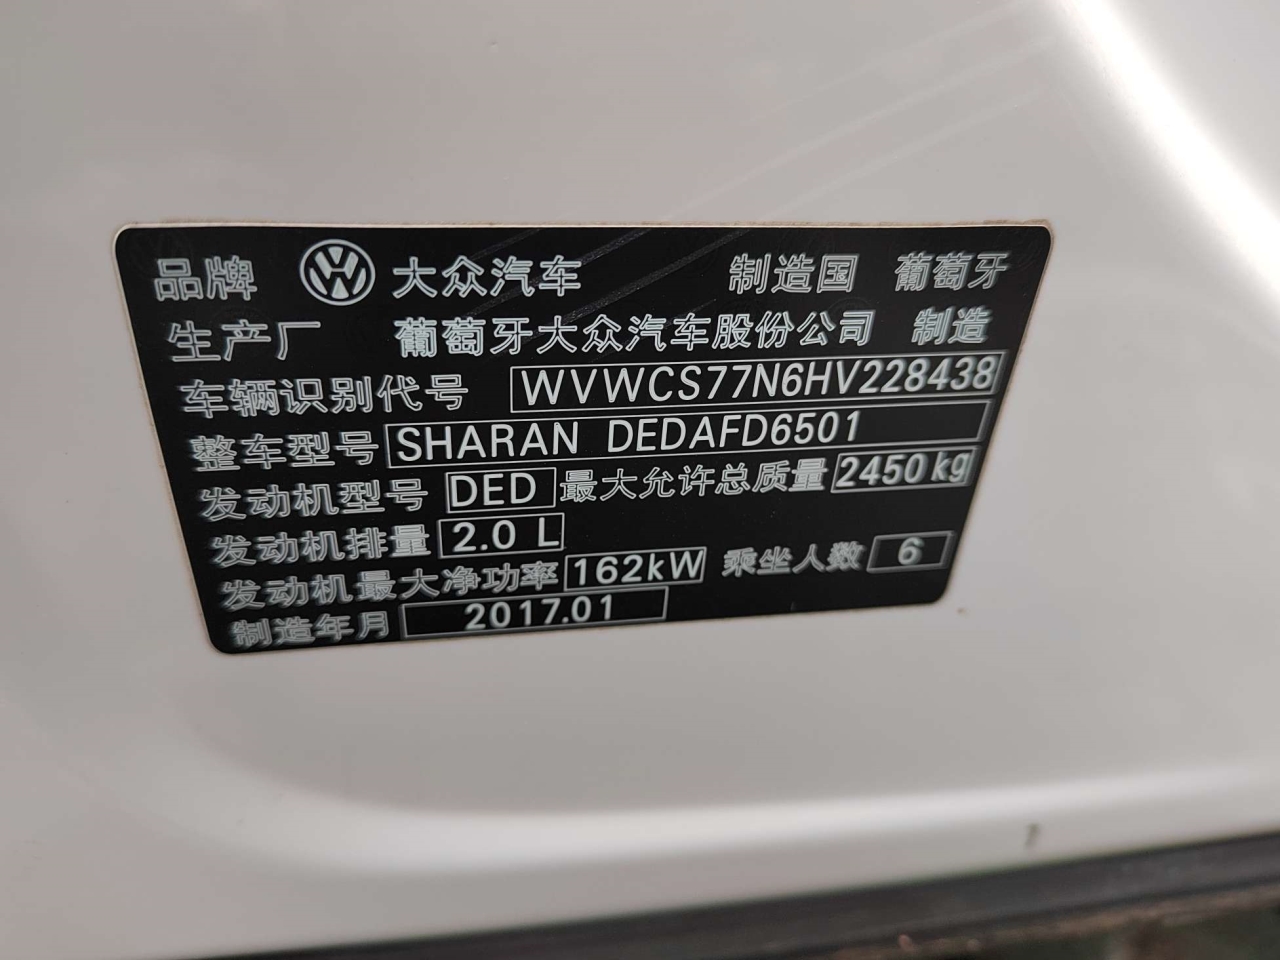 品牌 大众汽车 制造国 葡萄牙
生产厂 葡萄牙大众汽车股份公司 制造
车辆识别代号 WVWCS77N6HV228438
整车型号 SHARAN DEDAFD6501
发动机型号 DED 最大允许总质量 2450kg
发动机排量 2.0 L
发动机最大净功率 162kW 乘坐人数 6
制造年月 2017.01